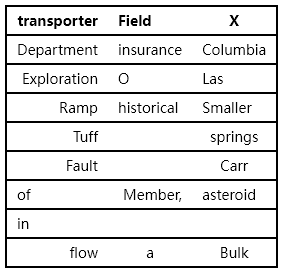 transporter Field X
Department insurance Columbia
Exploration O Las
Ramp historical Smaller
Tuff springs
Fault Carr
of Member, asteroid
in
flow a Bulk